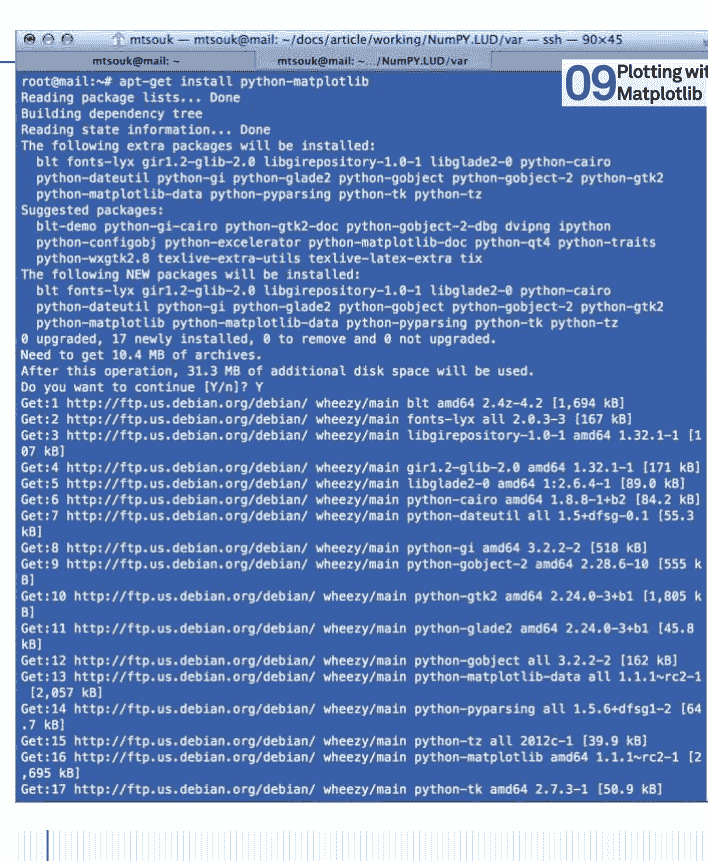 mtsouk — mtsouk@mail: ~/docs/article/working/NumPY.LUD/var — ssh — 90×45
mtsouk@mail: ~
mtsouk@mail: ~.../NumPY.LUD/var
09 Plotting wit
Matplotlib
root@mail:~# apt-get install python-matplotlib
Reading package lists... Done
Building dependency tree
Reading state information... Done
The following extra packages will be installed:
  blt fonts-lyx gir1.2-glib-2.0 libgirepository-1.0-1 libglade2-0 python-cairo
  python-dateutil python-gi python-glade2 python-gobject python-gobject-2 python-gtk2
  python-matplotlib-data python-pyparsing python-tk python-tz
Suggested packages:
  blt-demo python-gi-cairo python-gtk2-doc python-gobject-2-dbg dvipng ipython
  python-configobj python-excelerator python-matplotlib-doc python-qt4 python-traits
  python-wxgtk2.8 texlive-extra-utils texlive-latex-extra tix
The following NEW packages will be installed:
  blt fonts-lyx gir1.2-glib-2.0 libgirepository-1.0-1 libglade2-0 python-cairo
  python-dateutil python-gi python-glade2 python-gobject python-gobject-2 python-gtk2
  python-matplotlib python-matplotlib-data python-pyparsing python-tk python-tz
0 upgraded, 17 newly installed, 0 to remove and 0 not upgraded.
Need to get 10.4 MB of archives.
After this operation, 31.3 MB of additional disk space will be used.
Do you want to continue [Y/n]? Y
Get:1 http://ftp.us.debian.org/debian/ wheezy/main blt amd64 2.4z-4.2 [1,694 kB]
Get:2 http://ftp.us.debian.org/debian/ wheezy/main fonts-lyx all 2.0.3-3 [167 kB]
Get:3 http://ftp.us.debian.org/debian/ wheezy/main libgirepository-1.0-1 amd64 1.32.1-1 [1
07 kB]
Get:4 http://ftp.us.debian.org/debian/ wheezy/main gir1.2-glib-2.0 amd64 1.32.1-1 [171 kB]
Get:5 http://ftp.us.debian.org/debian/ wheezy/main libglade2-0 amd64 1:2.6.4-1 [89.0 kB]
Get:6 http://ftp.us.debian.org/debian/ wheezy/main python-cairo amd64 1.8.8-1+b2 [84.2 kB]
Get:7 http://ftp.us.debian.org/debian/ wheezy/main python-dateutil all 1.5+dfsg-0.1 [55.3
kB]
Get:8 http://ftp.us.debian.org/debian/ wheezy/main python-gi amd64 3.2.2-2 [518 kB]
Get:9 http://ftp.us.debian.org/debian/ wheezy/main python-gobject-2 amd64 2.28.6-10 [555 k
B]
Get:10 http://ftp.us.debian.org/debian/ wheezy/main python-gtk2 amd64 2.24.0-3+b1 [1,805 k
B]
Get:11 http://ftp.us.debian.org/debian/ wheezy/main python-glade2 amd64 2.24.0-3+b1 [45.8
kB]
Get:12 http://ftp.us.debian.org/debian/ wheezy/main python-gobject all 3.2.2-2 [162 kB]
Get:13 http://ftp.us.debian.org/debian/ wheezy/main python-matplotlib-data all 1.1.1~rc2-1
 [2,057 kB]
Get:14 http://ftp.us.debian.org/debian/ wheezy/main python-pyparsing all 1.5.6+dfsg1-2 [64
.7 kB]
Get:15 http://ftp.us.debian.org/debian/ wheezy/main python-tz all 2012c-1 [39.9 kB]
Get:16 http://ftp.us.debian.org/debian/ wheezy/main python-matplotlib amd64 1.1.1~rc2-1 [2
,695 kB]
Get:17 http://ftp.us.debian.org/debian/ wheezy/main python-tk amd64 2.7.3-1 [50.9 kB]